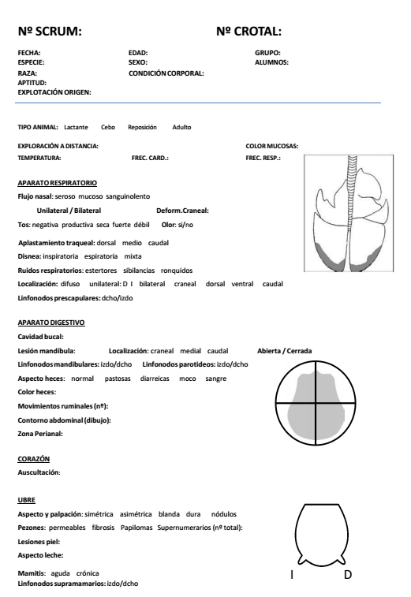 Nº SCRUM: Nº CROTAL:
FECHA: EDAD: GRUPO:
ESPECIE: SEXO: ALUMNOS:
RAZA: CONDICIÓN CORPORAL:
APTITUD:
EXPLOTACIÓN ORIGEN:
TIPO ANIMAL: Lactante Cebo Reposición Adulto
EXPLORACIÓN A DISTANCIA: COLOR MUCOSAS:
TEMPERATURA: FREC. CARD.: FREC. RESP.:
APARATO RESPIRATORIO
Flujo nasal: seroso mucoso sanguinolento
Unilateral / Bilateral Deform.Craneal:
Tos: negativa productiva seca fuerte débil Olor: si/no
Aplastamiento traqueal: dorsal medio caudal
Disnea: inspiratoria espiratoria mixta
Ruidos respiratorios: estertores sibilancias ronquidos
Localización: difuso unilateral: D I bilateral craneal dorsal ventral caudal
Linfonodos prescapulares: dcho/izdo
APARATO DIGESTIVO
Cavidad bucal:
Lesión mandíbula: Localización: craneal medial caudal Abierta / Cerrada
Linfonodos mandibulares: izdo/dcho Linfonodos parotideos: izdo/dcho
Aspecto heces: normal pastosas diarreicas moco sangre
Color heces:
Movimientos ruminales (nº):
Contorno abdominal (dibujo):
Zona Perianal:
CORAZÓN
Auscultación:
UBRE
Aspecto y palpación: simétrica asimétrica blanda dura nódulos
Pezones: permeables fibrosis Papilomas Supernumerarios (nº total):
Lesiones piel:
Aspecto leche:
Mamitis: aguda crónica
Linfonodos supramamarios: izdo/dcho
I D